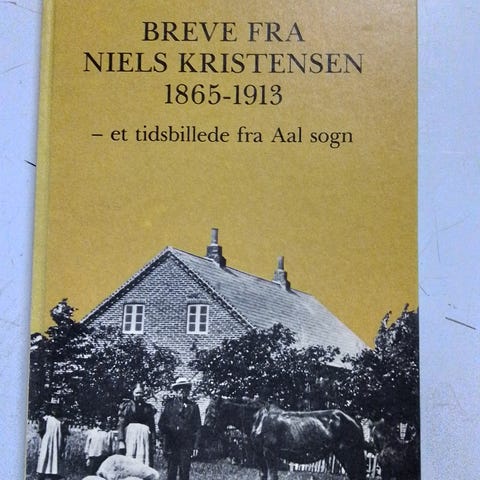 BREVE FRA
NIELS KRISTENSEN
1865-1913
– et tidsbillede fra Aal sogn